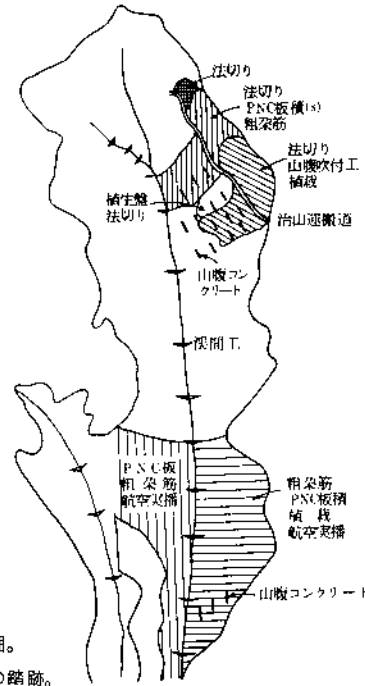 法切り
法切り
PNC板積(s)
粗朶筋
法切り
山腹吹付工
植栽
植生盤
法切り
治山運搬道
山腹コン
クリート
渓間工
PNC板
粗朶筋
航空実播
粗朶筋
PNC板積
植栽
航空実播
山腹コンクリート
の踏跡。